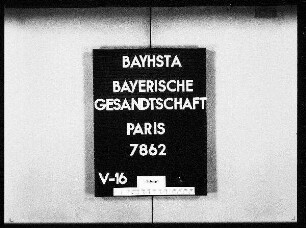 BAYHSTA
BAYERISCHE
GESANDTSCHAFT
PARIS
7862
V-16